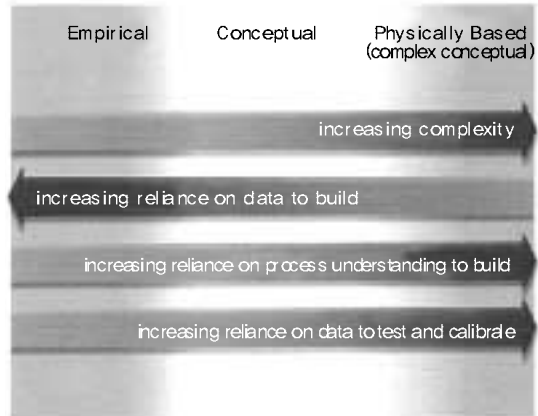 Empirical Conceptual Physically Based
(complex conceptual)
increasing complexity
increasing reliance on data to build
increasing reliance on process understanding to build
increasing reliance on data to test and calibrate